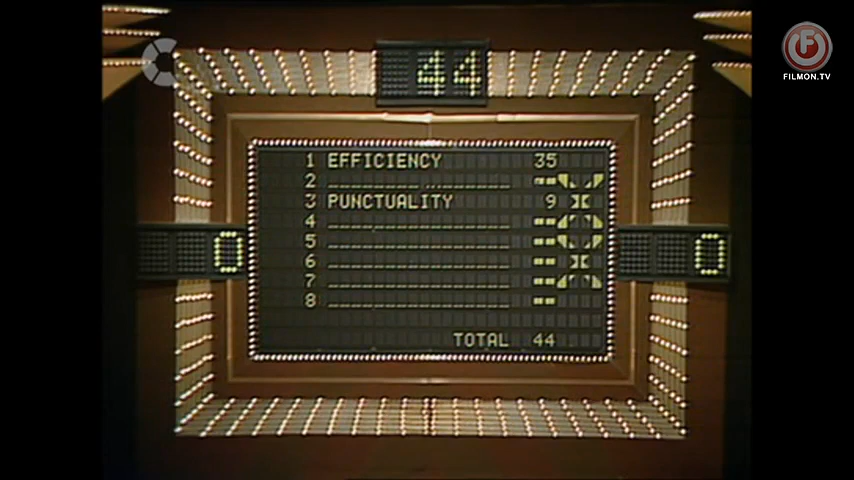 44
FILMON.TV
1 EFFICIENCY 35
2
3 PUNCTUALITY 9
4
5
6
7
8
TOTAL 44
0
0